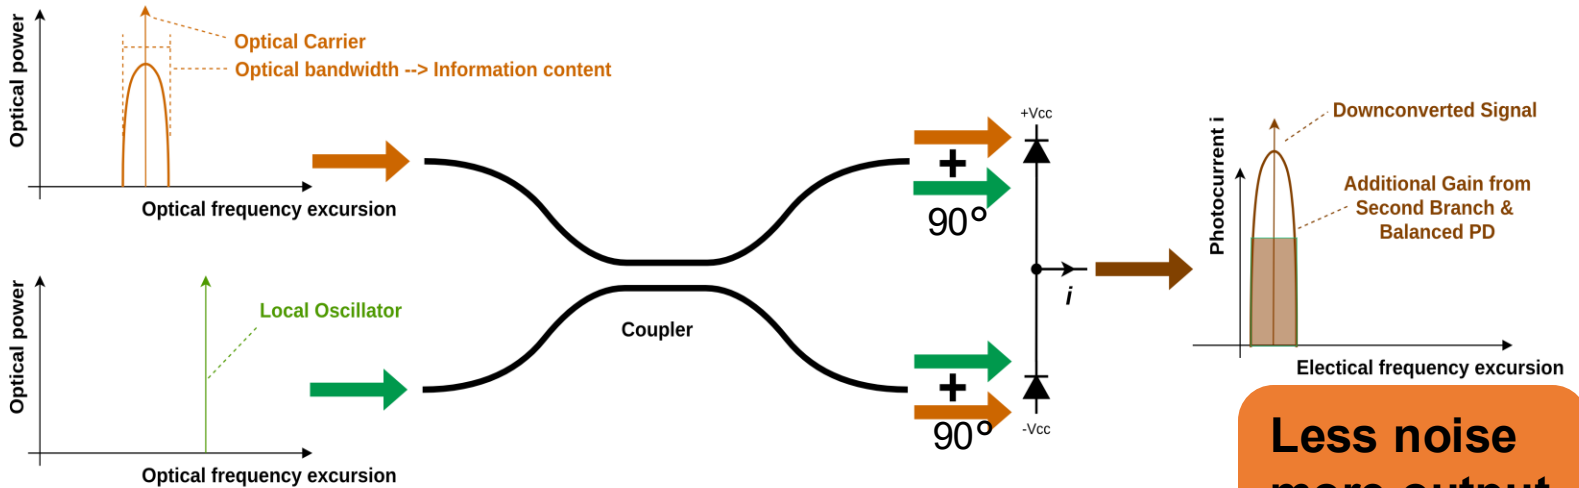 Optical power
Optical Carrier
Optical bandwidth --> Information content
Optical frequency excursion
Optical power
Local Oscillator
Optical frequency excursion
Coupler
+
90°
+
90°
+Vcc
i
-Vcc
Photocurrent i
Downconverted Signal
Additional Gain from
Second Branch &
Balanced PD
Electical frequency excursion
Less noise
more output